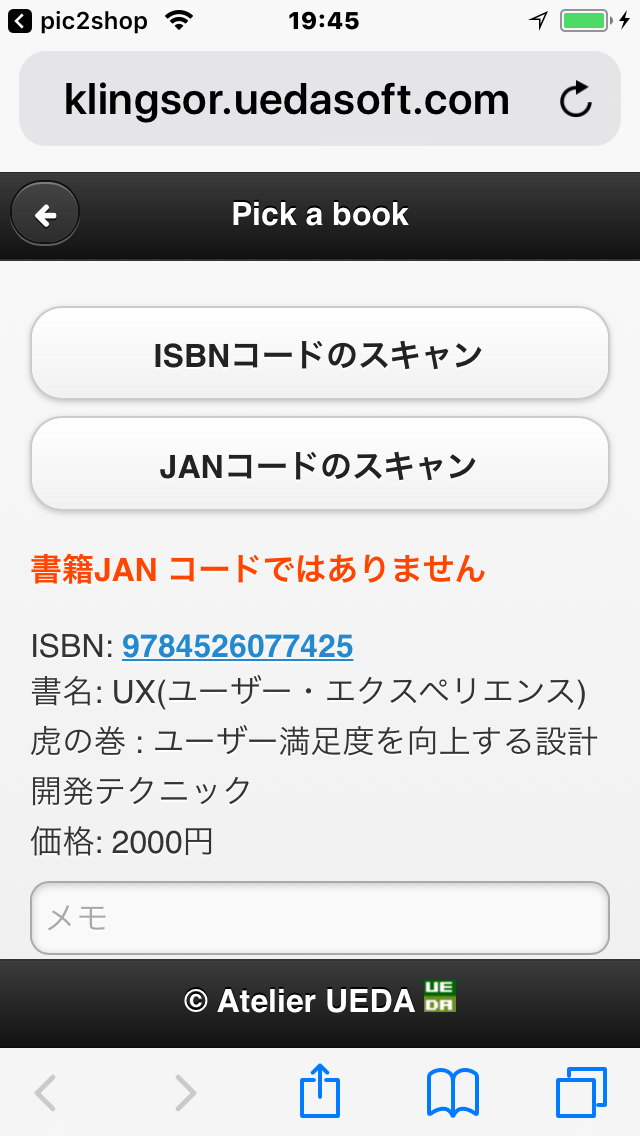 pic2shop 19:45
klingsor.uedasoft.com
Pick a book
ISBNコードのスキャン
JANコードのスキャン
書籍JAN コードではありません
ISBN: 9784526077425
書名: UX(ユーザー・エクスペリエンス)
虎の巻 : ユーザー満足度を向上する設計
開発テクニック
価格: 2000円
メモ
© Atelier UEDA UE
DA